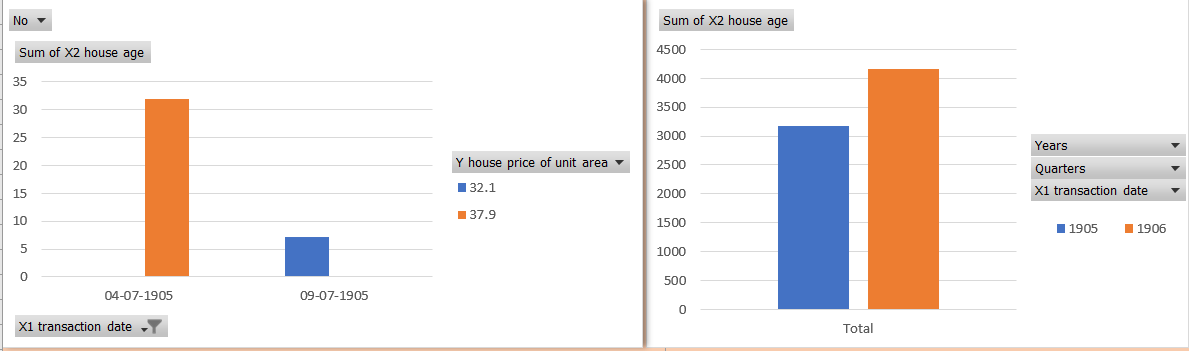 No
Sum of X2 house age
35
30
25
20
15
10
5
0
04-07-1905 09-07-1905
X1 transaction date
Y house price of unit area
32.1
37.9
Sum of X2 house age
4500
4000
3500
3000
2500
2000
1500
1000
500
0
Total
Years
Quarters
X1 transaction date
1905 1906